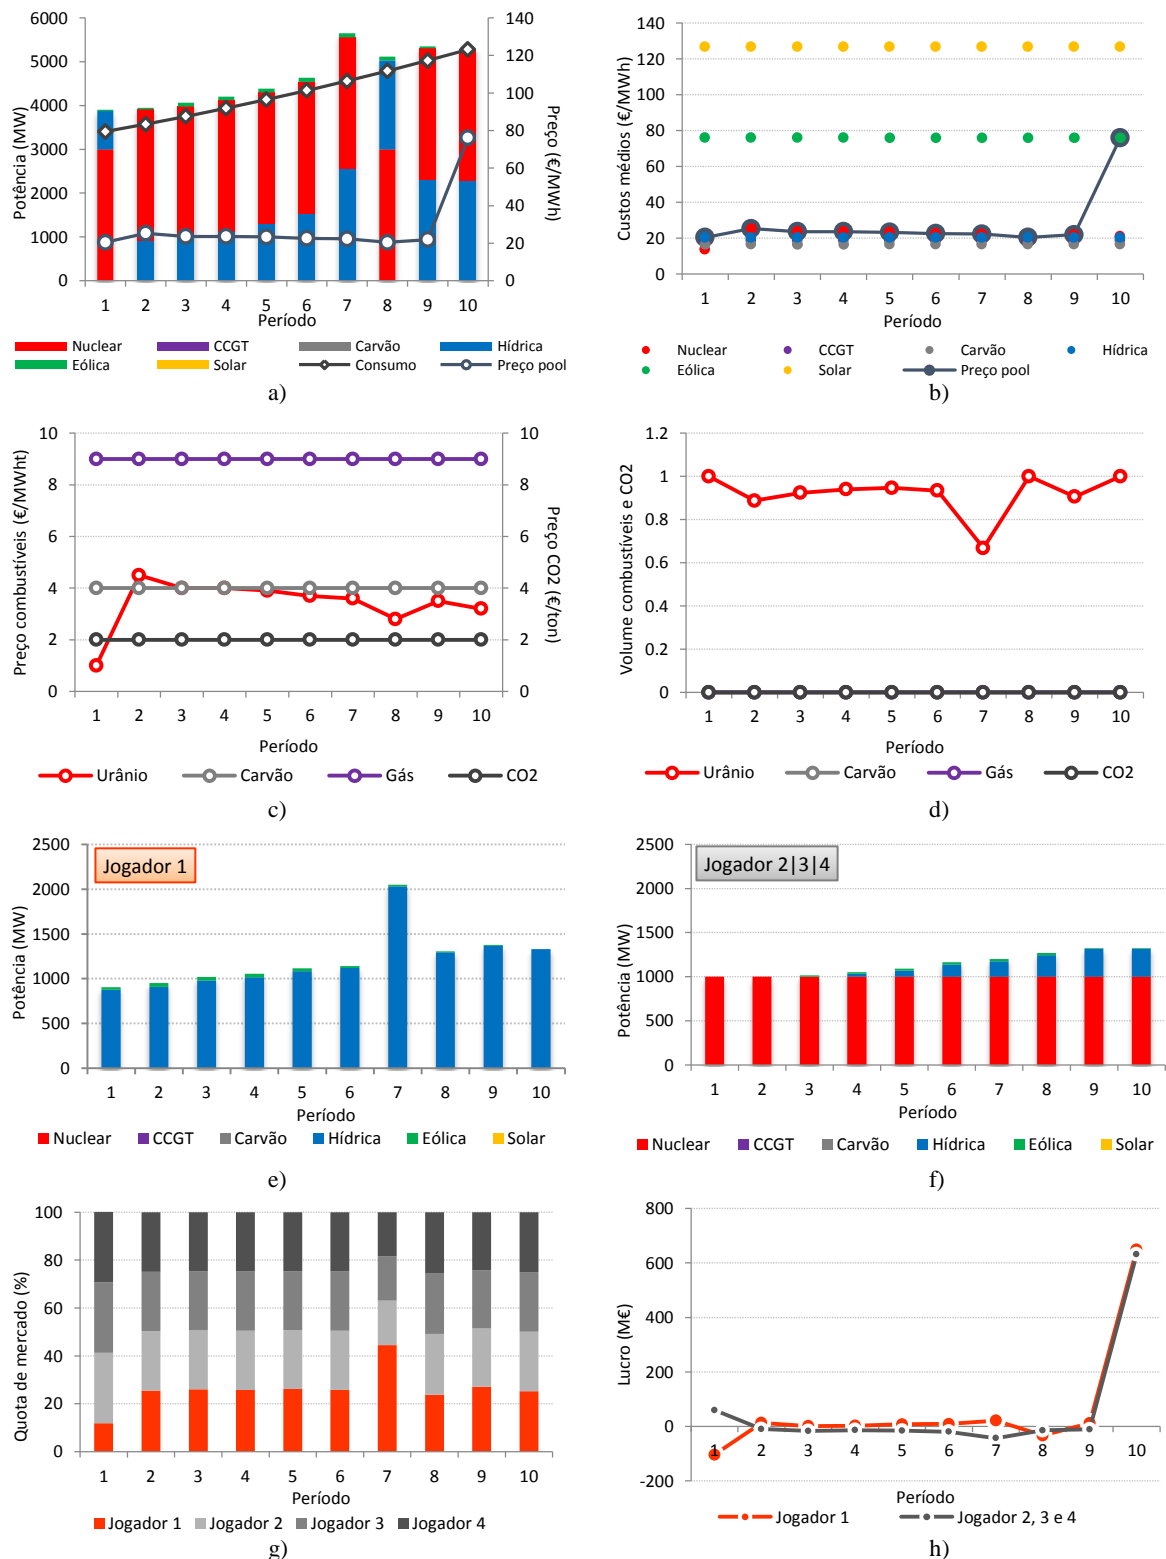 6000 140
5000 120
4000 100
3000 80
2000 60
1000 40
0 20
0
Potência (MW)
Preço (€/MWh)
1 2 3 4 5 6 7 8 9 10
Período
Nuclear CCGT Carvão Hídrica
Eólica Solar Consumo Preço pool
a)
140
120
100
80
60
40
20
0
Custos médios (€/MWh)
1 2 3 4 5 6 7 8 9 10
Período
Nuclear CCGT Carvão Hídrica
Eólica Solar Preço pool
b)
10 10
8 8
6 6
4 4
2 2
0 0
Preço combustíveis (€/MWht)
Preço CO2 (€/ton)
1 2 3 4 5 6 7 8 9 10
Período
Urânio Carvão Gás CO2
c)
1.2
1
0.8
0.6
0.4
0.2
0
Volume combustíveis e CO2
1 2 3 4 5 6 7 8 9 10
Período
Urânio Carvão Gás CO2
d)
2500
2000
1500
1000
500
0
Potência (MW)
Jogador 1
1 2 3 4 5 6 7 8 9 10
Período
Nuclear CCGT Carvão Hídrica Eólica Solar
e)
2500
2000
1500
1000
500
0
Potência (MW)
Jogador 2|3|4
1 2 3 4 5 6 7 8 9 10
Período
Nuclear CCGT Carvão Hídrica Eólica Solar
f)
100
80
60
40
20
0
Quota de mercado (%)
1 2 3 4 5 6 7 8 9 10
Período
Jogador 1 Jogador 2 Jogador 3 Jogador 4
g)
800
600
400
200
0
-200
Lucro (M€)
1 2 3 4 5 6 7 8 9 10
Período
Jogador 1 Jogador 2, 3 e 4
h)